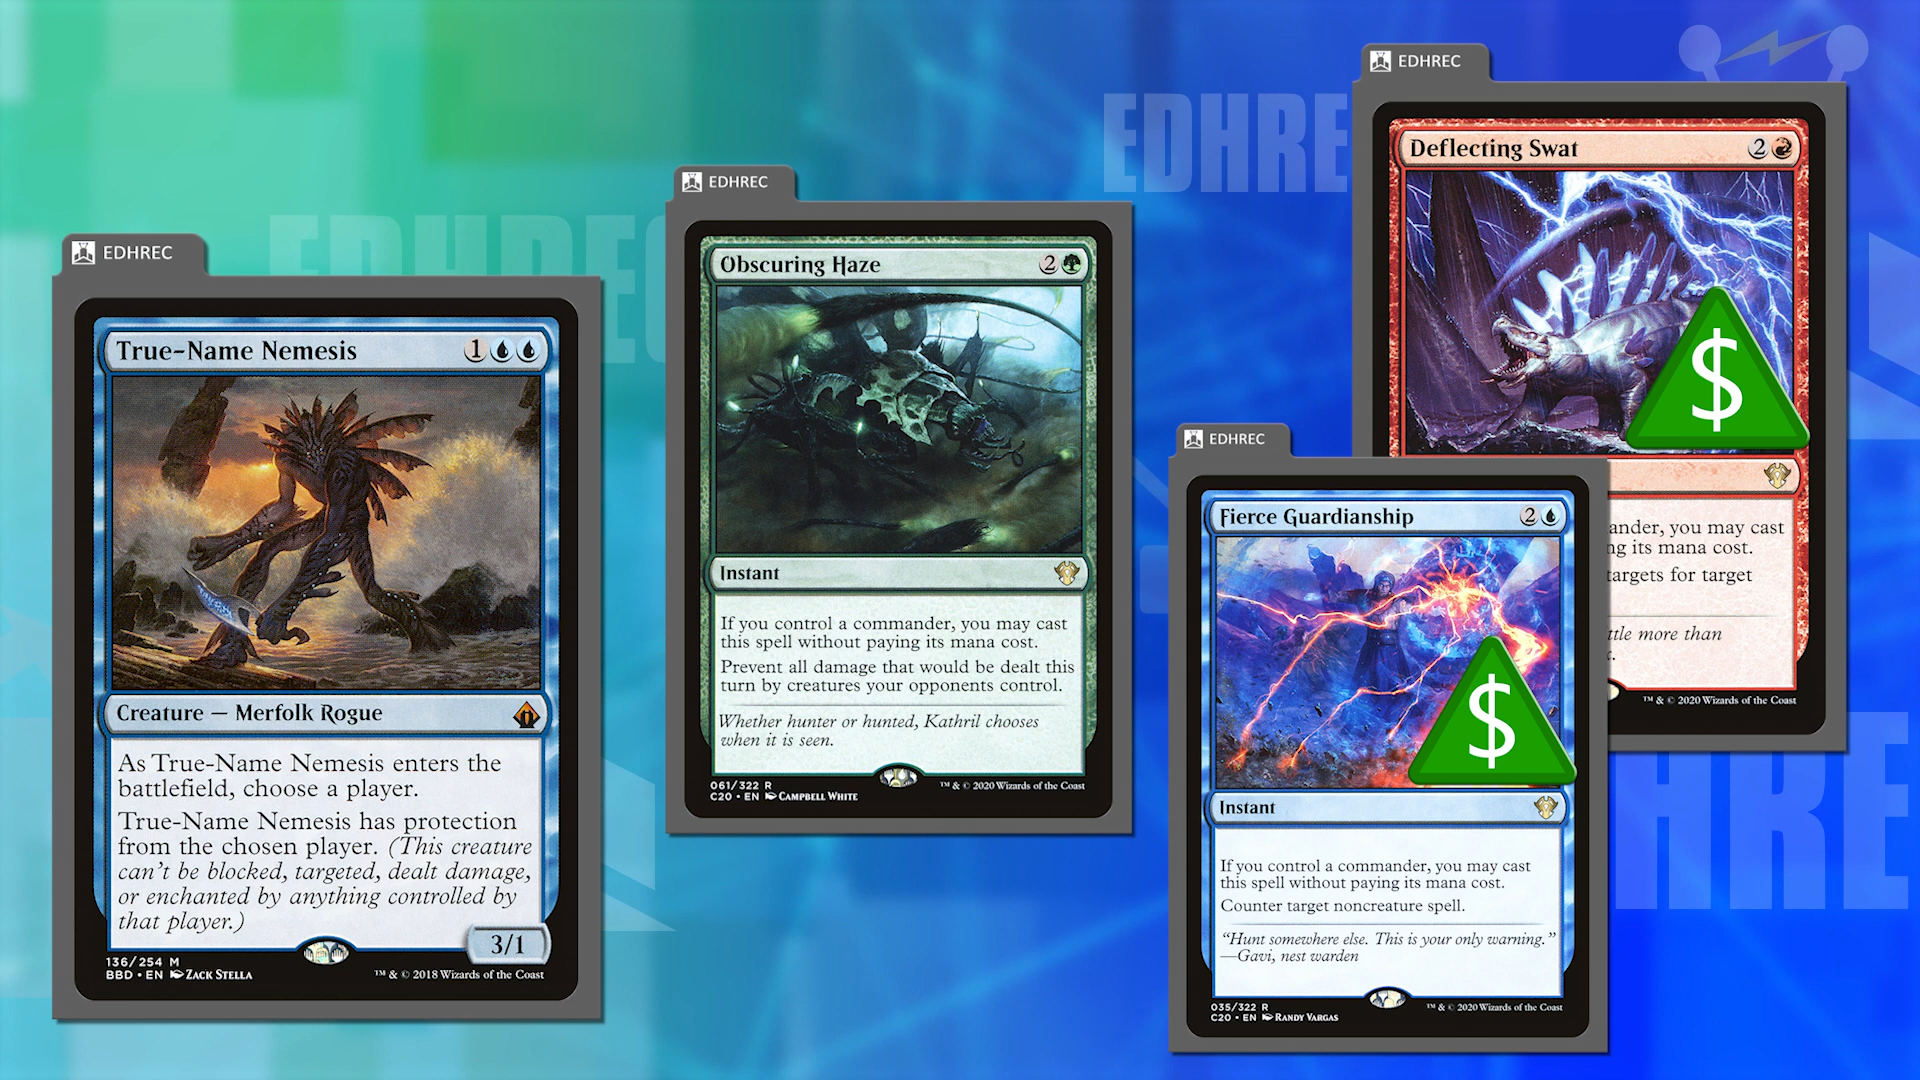 EDHREC
True-Name Nemesis 1
Creature — Merfolk Rogue
As True-Name Nemesis enters the
battlefield, choose a player.
True-Name Nemesis has protection
from the chosen player. (This creature
can't be blocked, targeted, dealt damage,
or enchanted by anything controlled by
that player.)
3/1
136/254 M
BBD • EN ZACK STELLA
™ & © 2018 Wizards of the Coast
EDHREC
EDHREC
Obscuring Haze 2
Instant
If you control a commander, you may cast
this spell without paying its mana cost.
Prevent all damage that would be dealt this
turn by creatures your opponents control.
Whether hunter or hunted, Kathril chooses
when it is seen.
061/322 R
C20 • EN CAMPBELL WHITE
™ & © 2020 Wizards of the Coast
EDHREC
Fierce Guardianship 2
$
Instant
If you control a commander, you may cast
this spell without paying its mana cost.
Counter target noncreature spell.
“Hunt somewhere else. This is your only warning.”
—Gavi, nest warden
035/322 R
C20 • EN RANDY VARGAS
™ & © 2020 Wizards of the Coast
EDHRE
EDHREC
Deflecting Swat 2
$
ander, you may cast
ng its mana cost.
targets for target
ttle more than
™ & © 2020 Wizards of the Coast
HRE